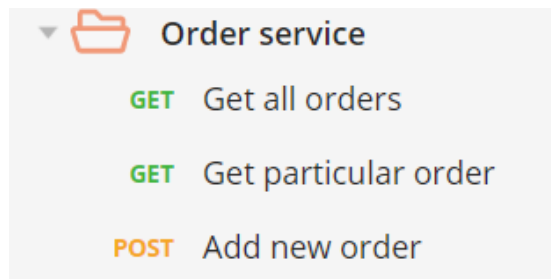 Order service
GET Get all orders
GET Get particular order
POST Add new order